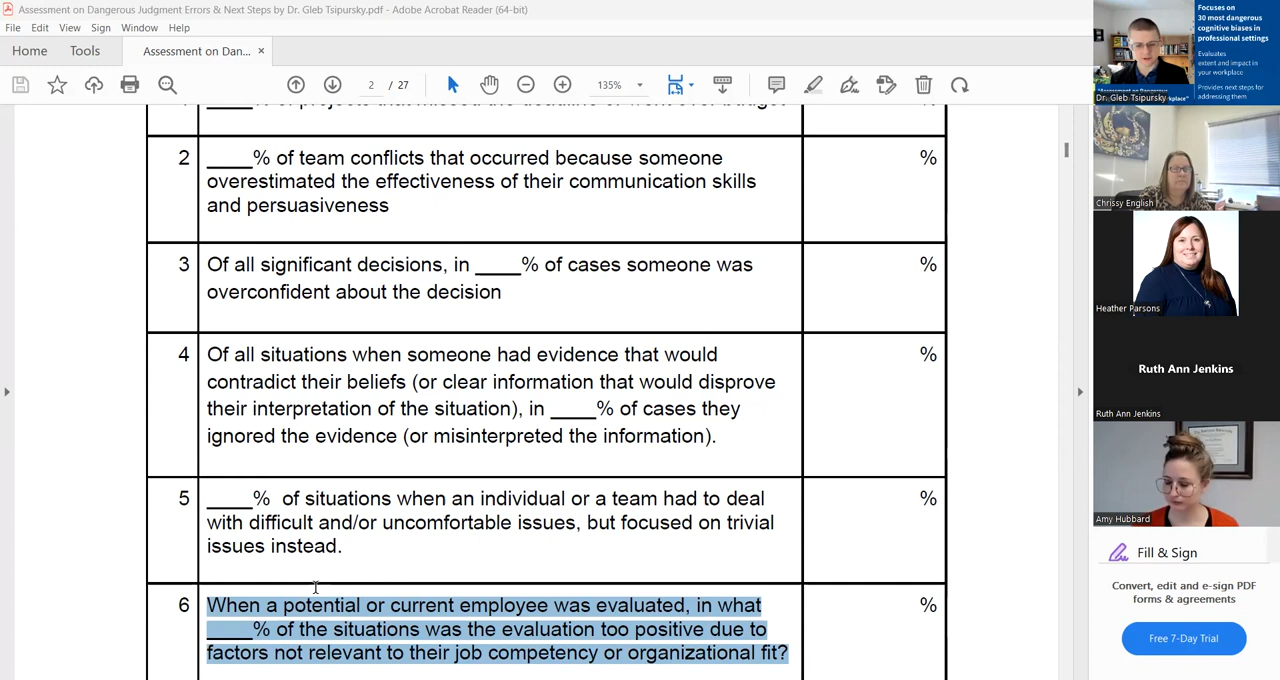 Assessment on Dangerous Judgment Errors & Next Steps by Dr. Gleb Tsipursky.pdf - Adobe Acrobat Reader (64-bit)
File Edit View Sign Window Help
Home Tools Assessment on Dan... ×
2 / 27 135%
2 ____% of team conflicts that occurred because someone %
overestimated the effectiveness of their communication skills
and persuasiveness
3 Of all significant decisions, in ____% of cases someone was %
overconfident about the decision
4 Of all situations when someone had evidence that would %
contradict their beliefs (or clear information that would disprove
their interpretation of the situation), in ____% of cases they
ignored the evidence (or misinterpreted the information).
5 ____% of situations when an individual or a team had to deal %
with difficult and/or uncomfortable issues, but focused on trivial
issues instead.
6 When a potential or current employee was evaluated, in what %
____% of the situations was the evaluation too positive due to
factors not relevant to their job competency or organizational fit?
Focuses on
30 most dangerous
cognitive biases in
professional settings
Evaluates
extent and impact in
your workplace
Provides next steps for
addressing them
Dr. Gleb Tsipursky
Chrissy English
Heather Parsons
Ruth Ann Jenkins
Ruth Ann Jenkins
Amy Hubbard
Fill & Sign
Convert, edit and e-sign PDF
forms & agreements
Free 7-Day Trial